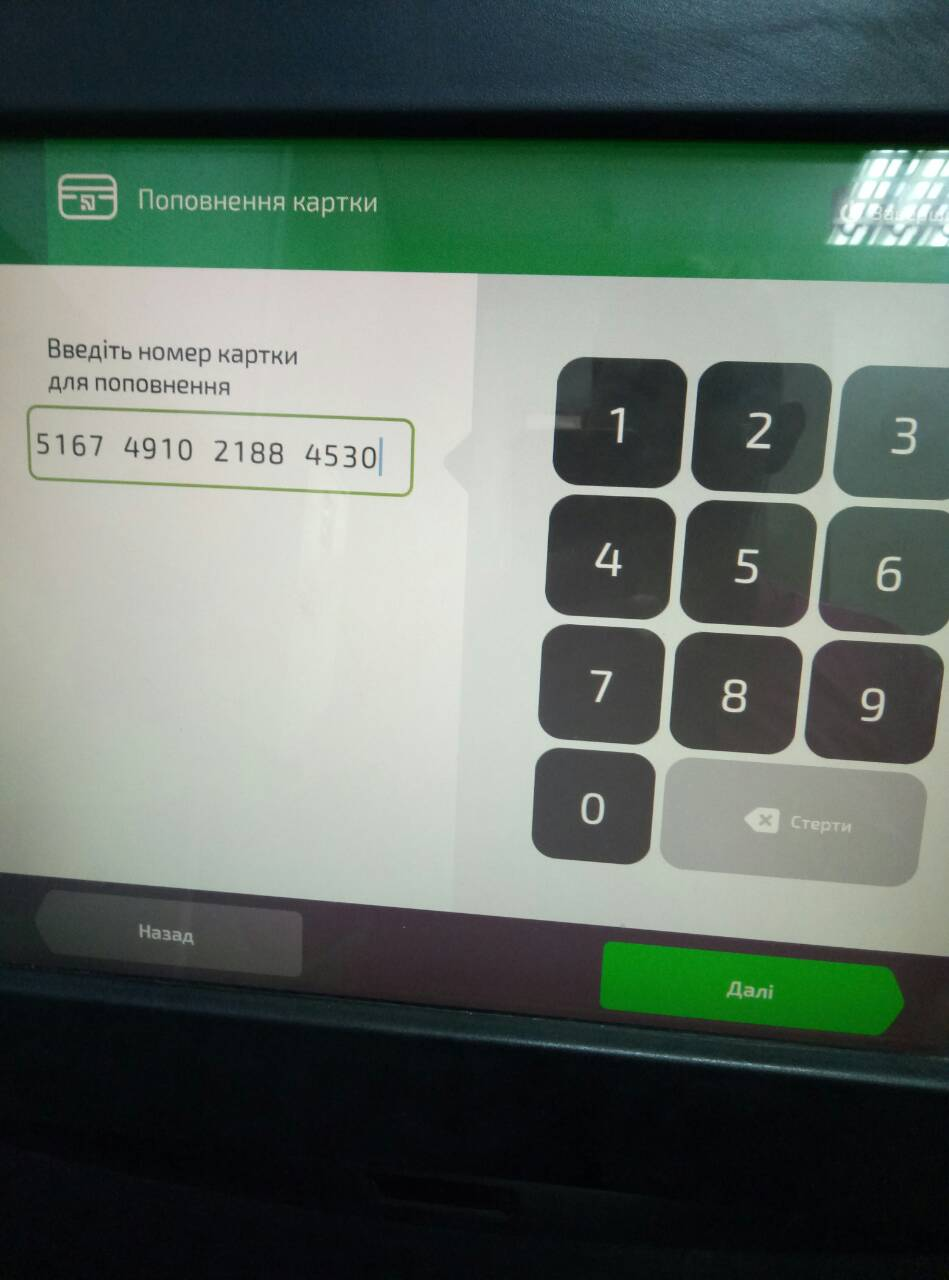 Поповнення картки
Введіть номер картки
для поповнення
5167 4910 2188 4530
1 2 3
4 5 6
7 8 9
0 Стерти
Назад
Далі